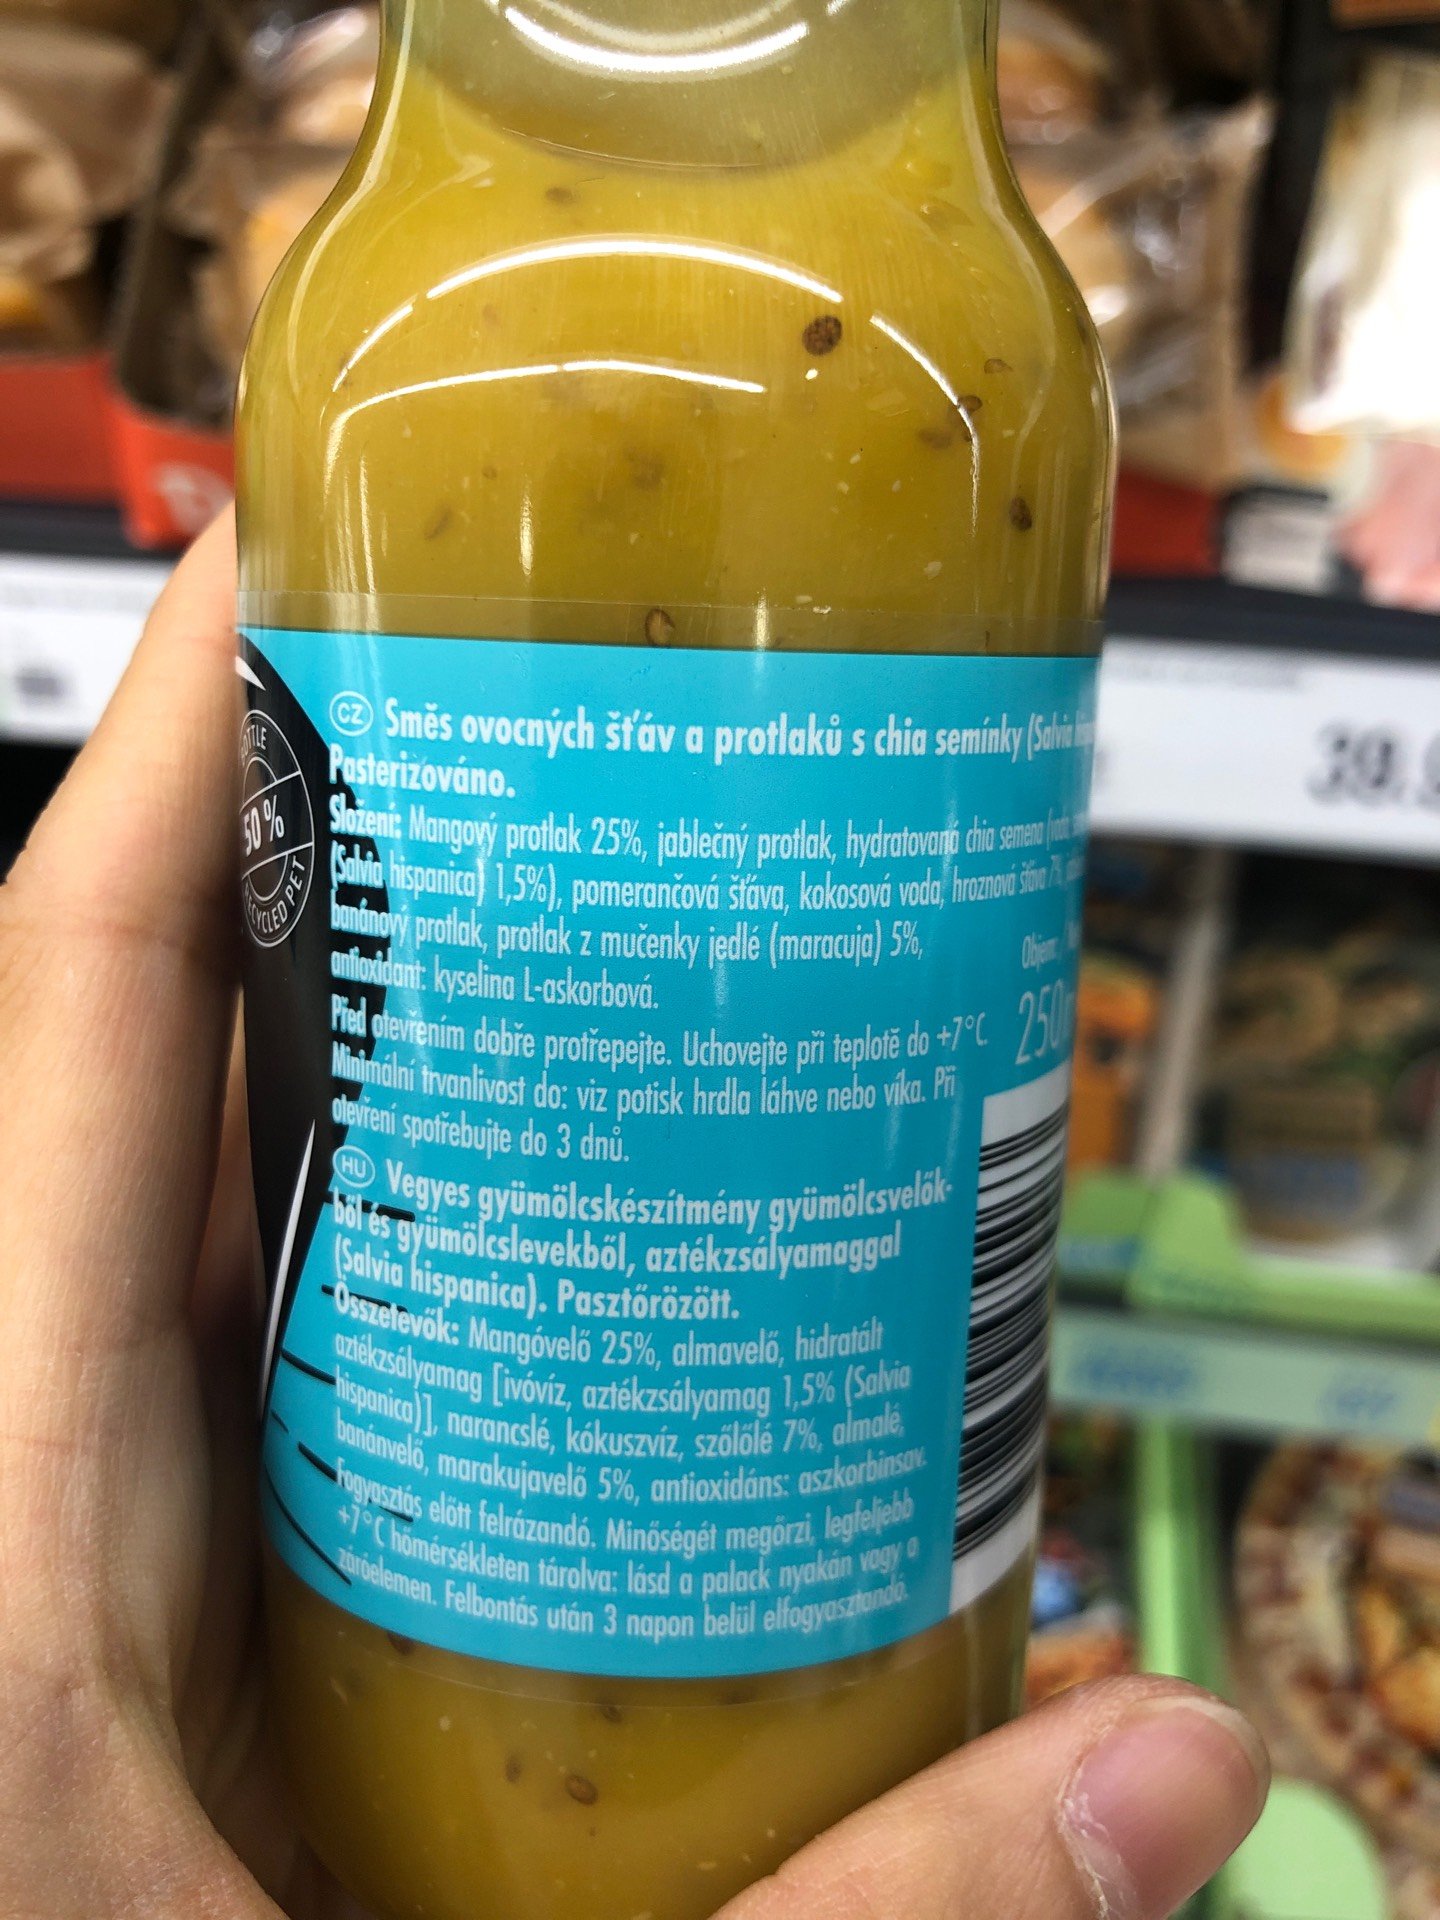 BOTTLE
50%
RECYCLED PET
CZ Směs ovocných šťáv a protlaků s chia semínky (Salvia
Pasterizováno.
Složení: Mangový protlak 25%, jablečný protlak, hydratovaná chia semena (voda,
(Salvia hispanica) 1,5%), pomerančová šťáva, kokosová voda, hroznová šťáva 7%,
banánový protlak, protlak z mučenky jedlé (maracuja) 5%,
antioxidant: kyselina L-askorbová.
Před otevřením dobře protřepejte. Uchovejte při teplotě do +7°C
Minimální trvanlivost do: viz potisk hrdla láhve nebo víka. Při
otevření spotřebujte do 3 dnů.
Objem:
250
HU Vegyes gyümölcskészítmény gyümölcsvelők-
ből és gyümölcslevekből, aztékzsályamaggal
(Salvia hispanica). Pasztőrözött.
Összetevők: Mangóvelő 25%, almavelő, hidratált
aztékzsályamag [ivóvíz, aztékzsályamag 1,5% (Salvia
hispanica)], narancslé, kókuszvíz, szőlőlé 7%, almalé,
banánvelő, marakujavelő 5%, antioxidáns: aszkorbinsav.
Fogyasztás előtt felrázandó. Minőségét megőrzi, legfeljebb
+7°C hőmérsékleten tárolva: lásd a palack nyakán vagy a
záróelemen. Felbontás után 3 napon belül elfogyasztandó.